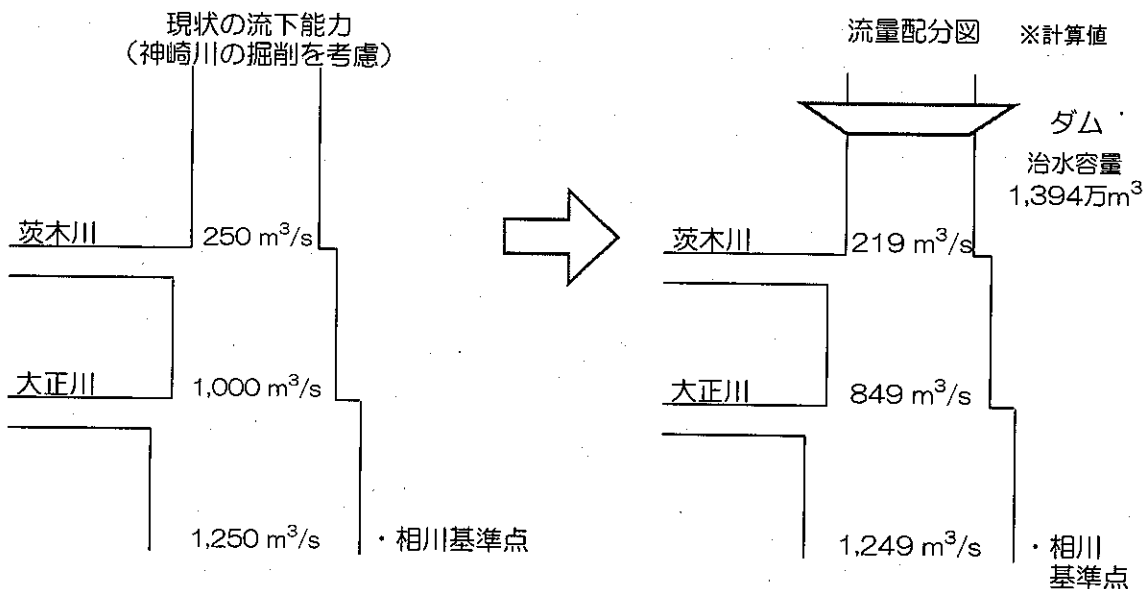 現状の流下能力
（神崎川の掘削を考慮）
茨木川
250 m³/s
大正川
1,000 m³/s
1,250 m³/s
・相川基準点
流量配分図
※計算値
ダム
治水容量
1,394万m³
茨木川
219 m³/s
大正川
849 m³/s
1,249 m³/s
・相川
基準点